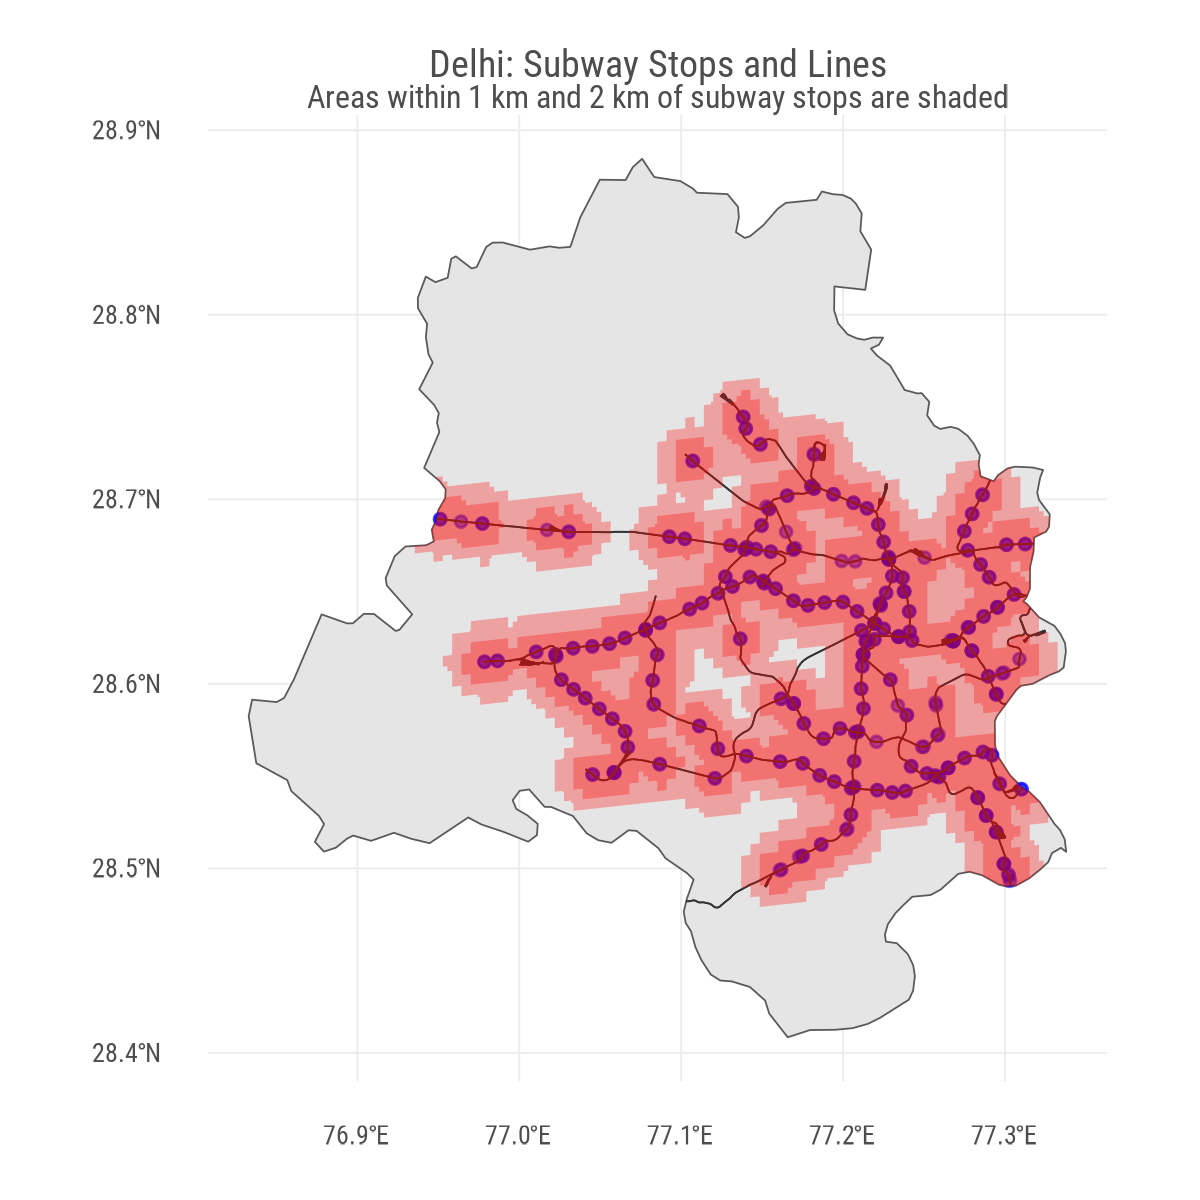 Delhi: Subway Stops and Lines
Areas within 1 km and 2 km of subway stops are shaded
28.9°N
28.8°N
28.7°N
28.6°N
28.5°N
28.4°N
76.9°E
77.0°E
77.1°E
77.2°E
77.3°E